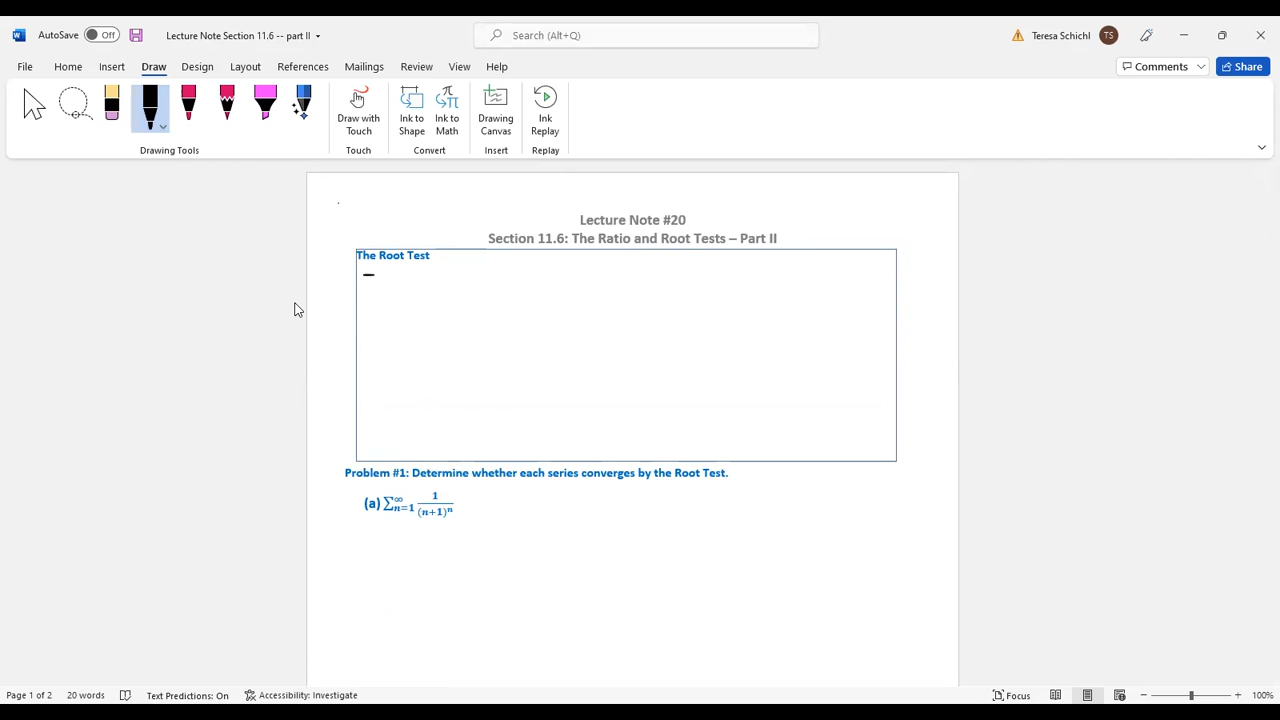 AutoSave Off Lecture Note Section 11.6 -- part II Search (Alt+Q) Teresa Schichl TS
File Home Insert Draw Design Layout References Mailings Review View Help Comments Share
Draw with Touch
Ink to Shape
Ink to Math
Drawing Canvas
Ink Replay
Drawing Tools Touch Convert Insert Replay
Lecture Note #20
Section 11.6: The Ratio and Root Tests – Part II
The Root Test
Problem #1: Determine whether each series converges by the Root Test.
(a) ∑_{n=1}^{∞} 1/(n+1)^n
Page 1 of 2 20 words Text Predictions: On Accessibility: Investigate Focus 100%